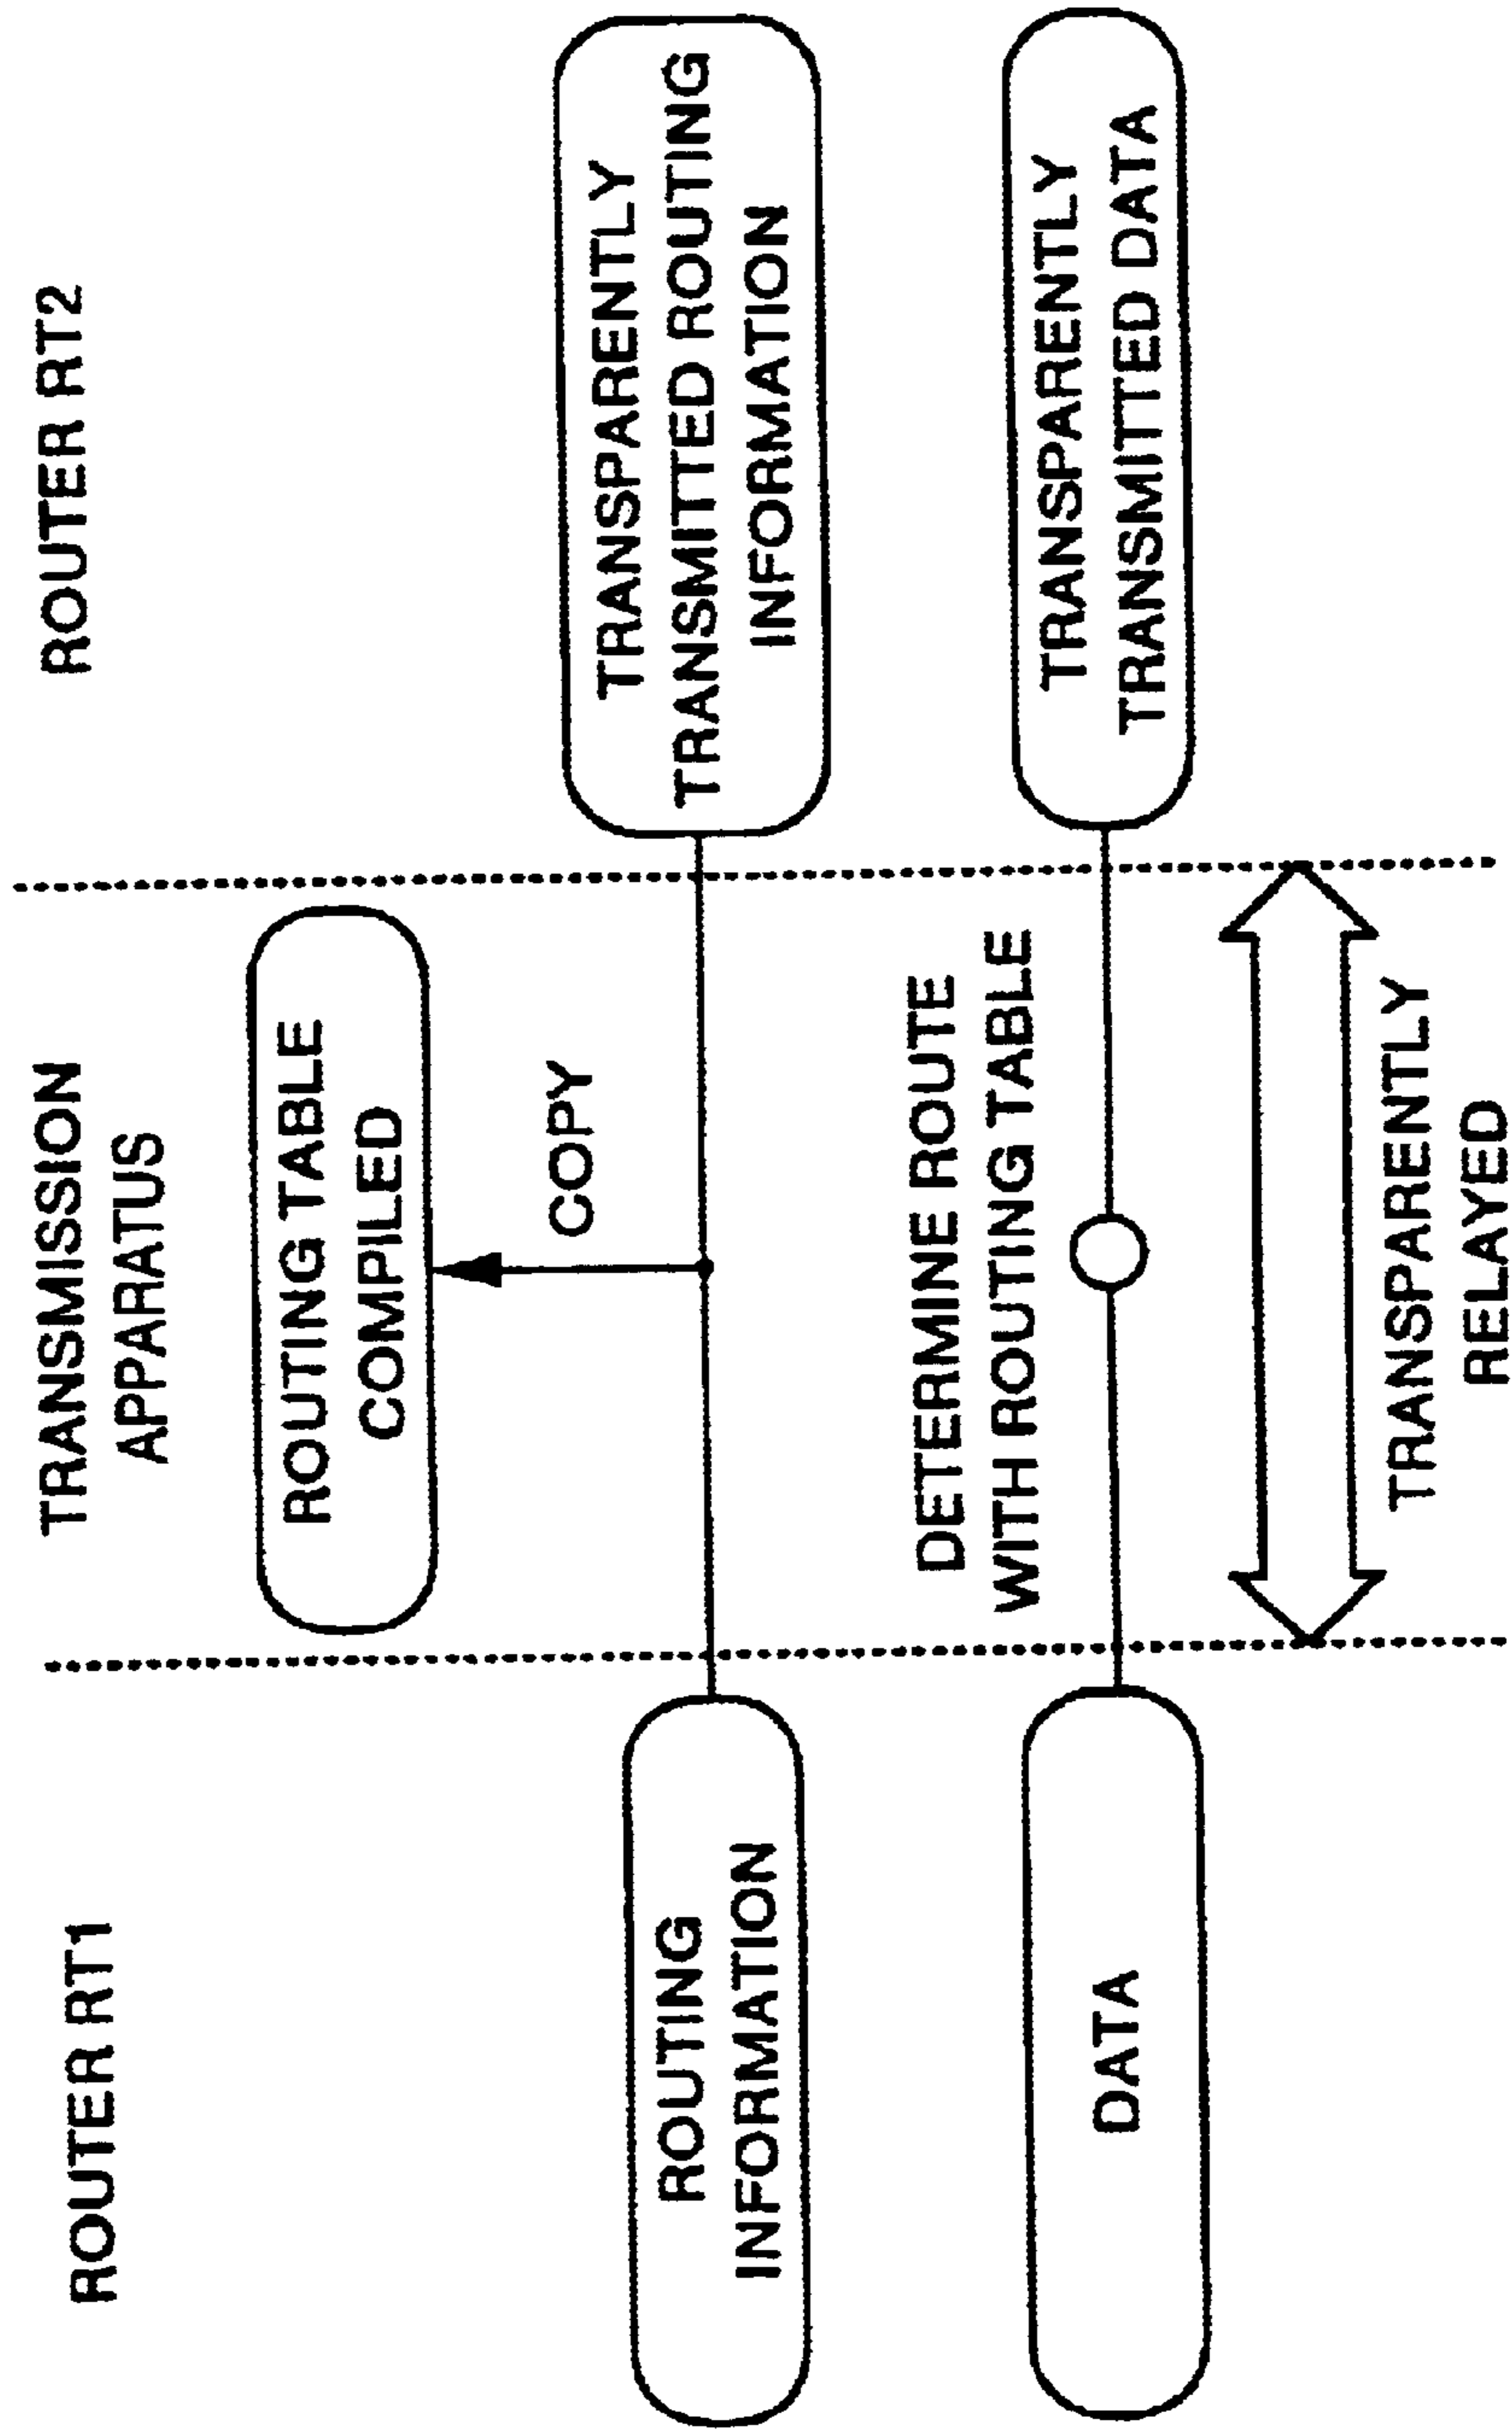 ROUTER RT1
TRANSMISSION
APPARATUS
ROUTER RT2
ROUTING TABLE
COMPILED
COPY
ROUTING
INFORMATION
TRANSPARENTLY
TRANSMITTED ROUTING
INFORMATION
DETERMINE ROUTE
WITH ROUTING TABLE
DATA
TRANSPARENTLY
TRANSMITTED DATA
TRANSPARENTLY
RELAYED